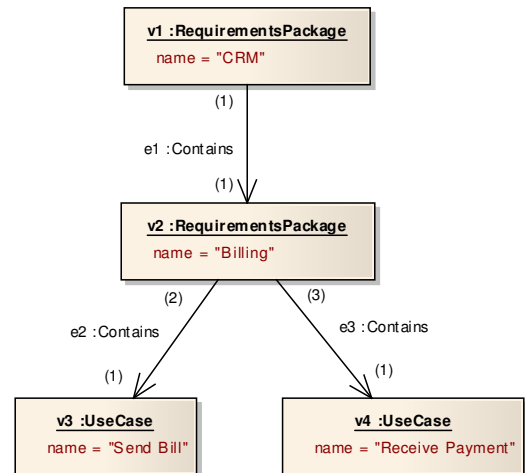 v1 :RequirementsPackage
name = "CRM"
(1)
e1 :Contains
(1)
v2 :RequirementsPackage
name = "Billing"
(2)
(3)
e2 :Contains
e3 :Contains
(1)
(1)
v3 :UseCase
name = "Send Bill"
v4 :UseCase
name = "Receive Payment"